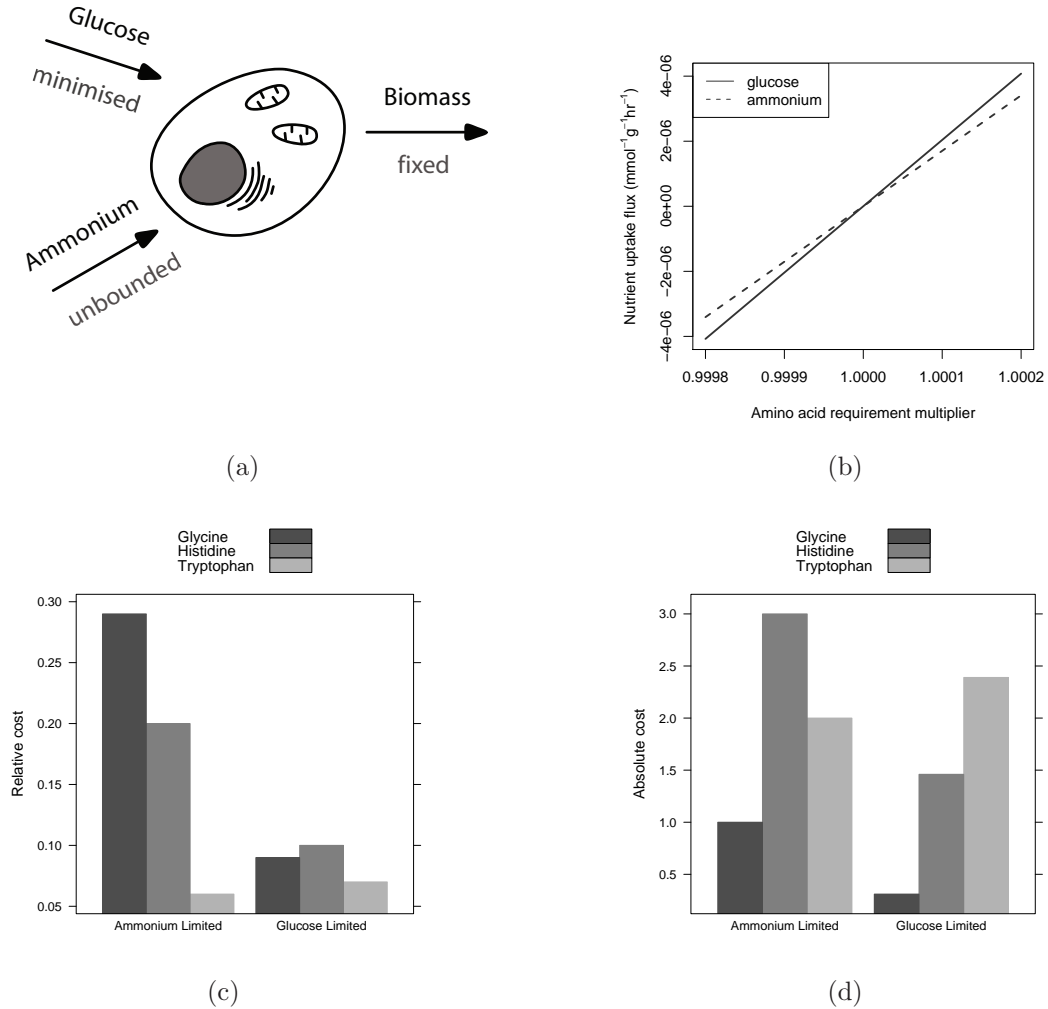 Glucose
minimised
Biomass
fixed
Ammonium
unbounded
(a)
glucose
ammonium
Nutrient uptake flux (mmol⁻¹g⁻¹hr⁻¹)
−4e−06 −2e−06 0e+00 2e−06 4e−06
0.9998 0.9999 1.0000 1.0001 1.0002
Amino acid requirement multiplier
(b)
Glycine
Histidine
Tryptophan
Relative cost
0.30
0.25
0.20
0.15
0.10
0.05
Ammonium Limited Glucose Limited
(c)
Glycine
Histidine
Tryptophan
Absolute cost
3.0
2.5
2.0
1.5
1.0
0.5
Ammonium Limited Glucose Limited
(d)